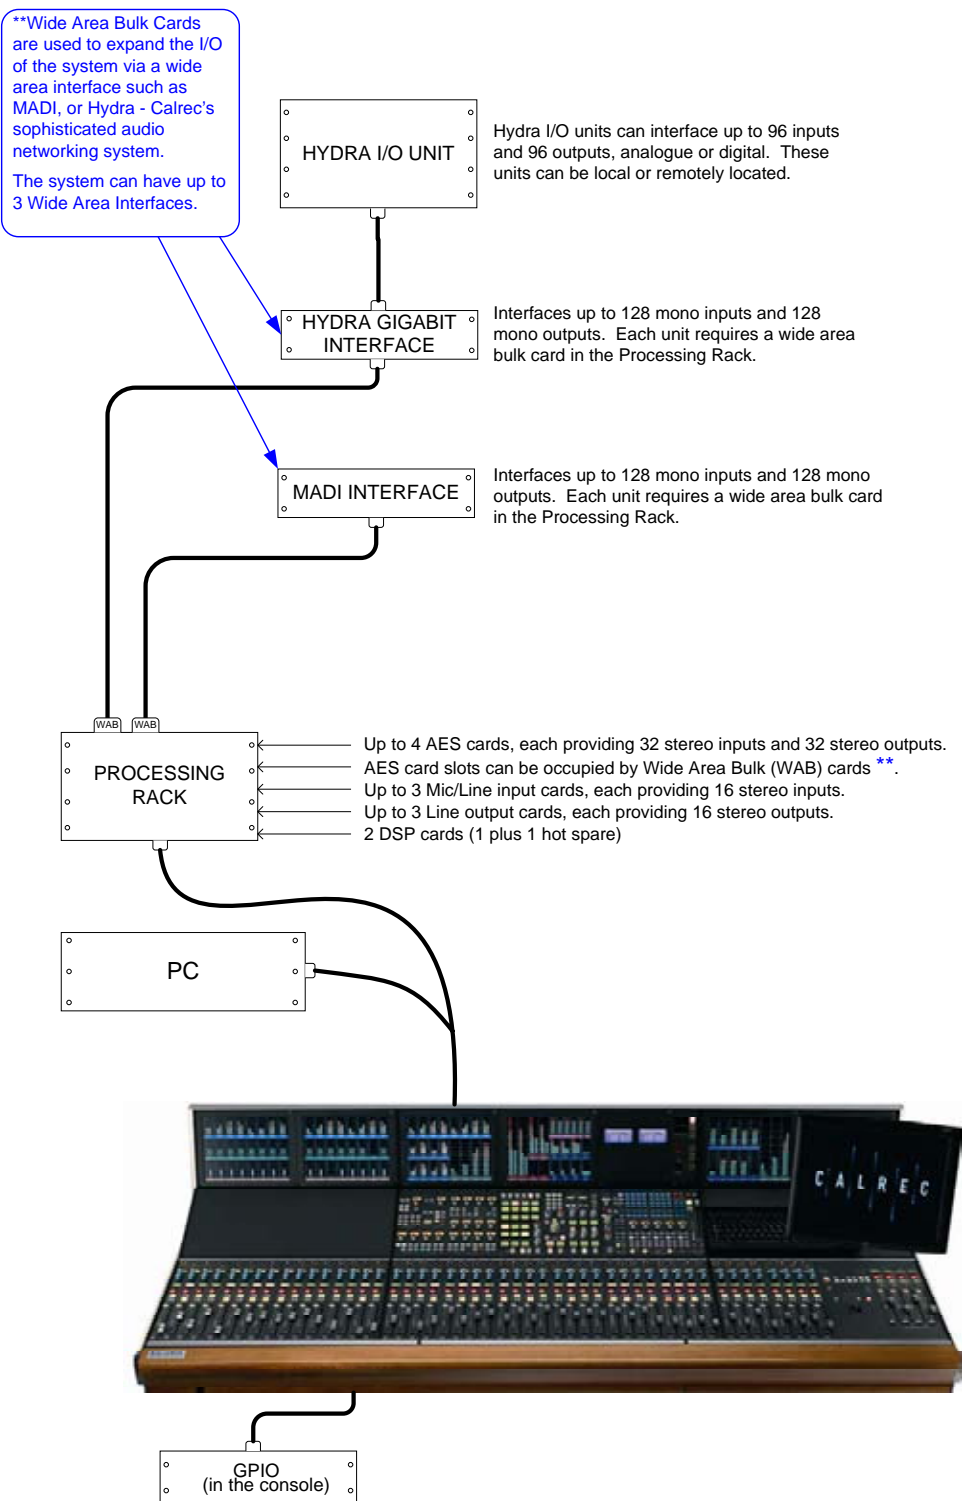 **Wide Area Bulk Cards
are used to expand the I/O
of the system via a wide
area interface such as
MADI, or Hydra - Calrec's
sophisticated audio
networking system.
The system can have up to
3 Wide Area Interfaces.
HYDRA I/O UNIT
Hydra I/O units can interface up to 96 inputs
and 96 outputs, analogue or digital. These
units can be local or remotely located.
HYDRA GIGABIT
INTERFACE
Interfaces up to 128 mono inputs and 128
mono outputs. Each unit requires a wide area
bulk card in the Processing Rack.
MADI INTERFACE
Interfaces up to 128 mono inputs and 128 mono
outputs. Each unit requires a wide area bulk card
in the Processing Rack.
WAB
WAB
PROCESSING
RACK
Up to 4 AES cards, each providing 32 stereo inputs and 32 stereo outputs.
AES card slots can be occupied by Wide Area Bulk (WAB) cards **.
Up to 3 Mic/Line input cards, each providing 16 stereo inputs.
Up to 3 Line output cards, each providing 16 stereo outputs.
2 DSP cards (1 plus 1 hot spare)
PC
CALREC
GPIO
(in the console)